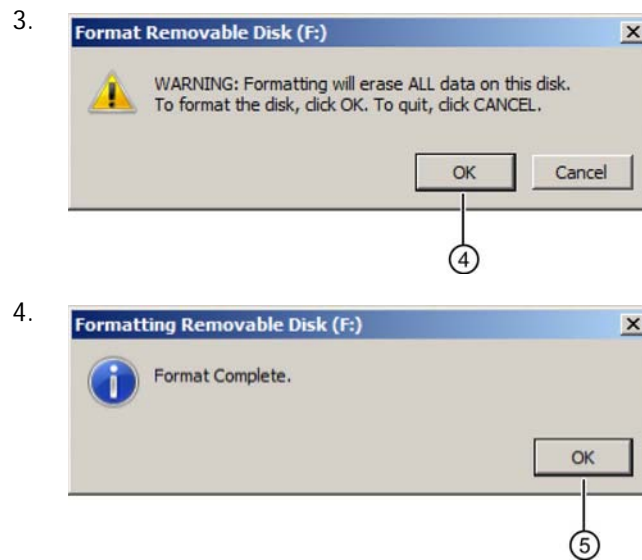 3.
Format Removable Disk (F:)
WARNING: Formatting will erase ALL data on this disk.
To format the disk, click OK. To quit, click CANCEL.
OK Cancel
4
4.
Formatting Removable Disk (F:)
Format Complete.
OK
5